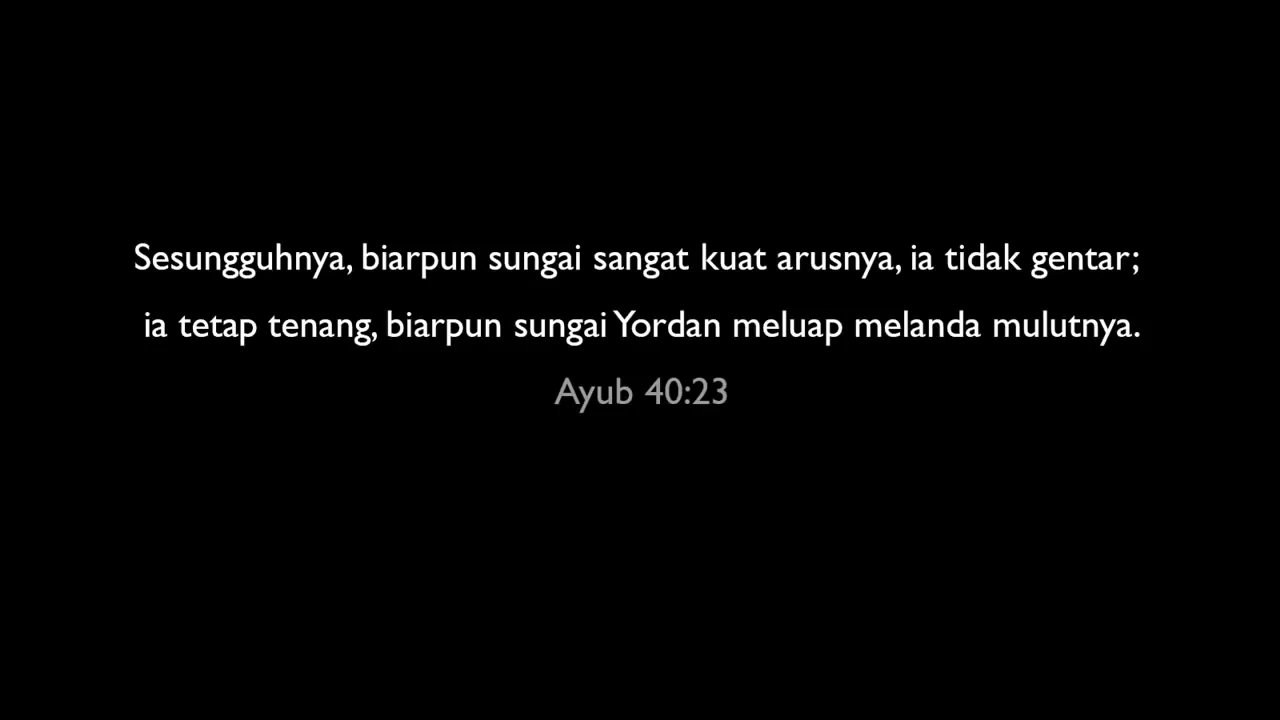 Sesungguhnya, biarpun sungai sangat kuat arusnya, ia tidak gentar;
ia tetap tenang, biarpun sungai Yordan meluap melanda mulutnya.
Ayub 40:23